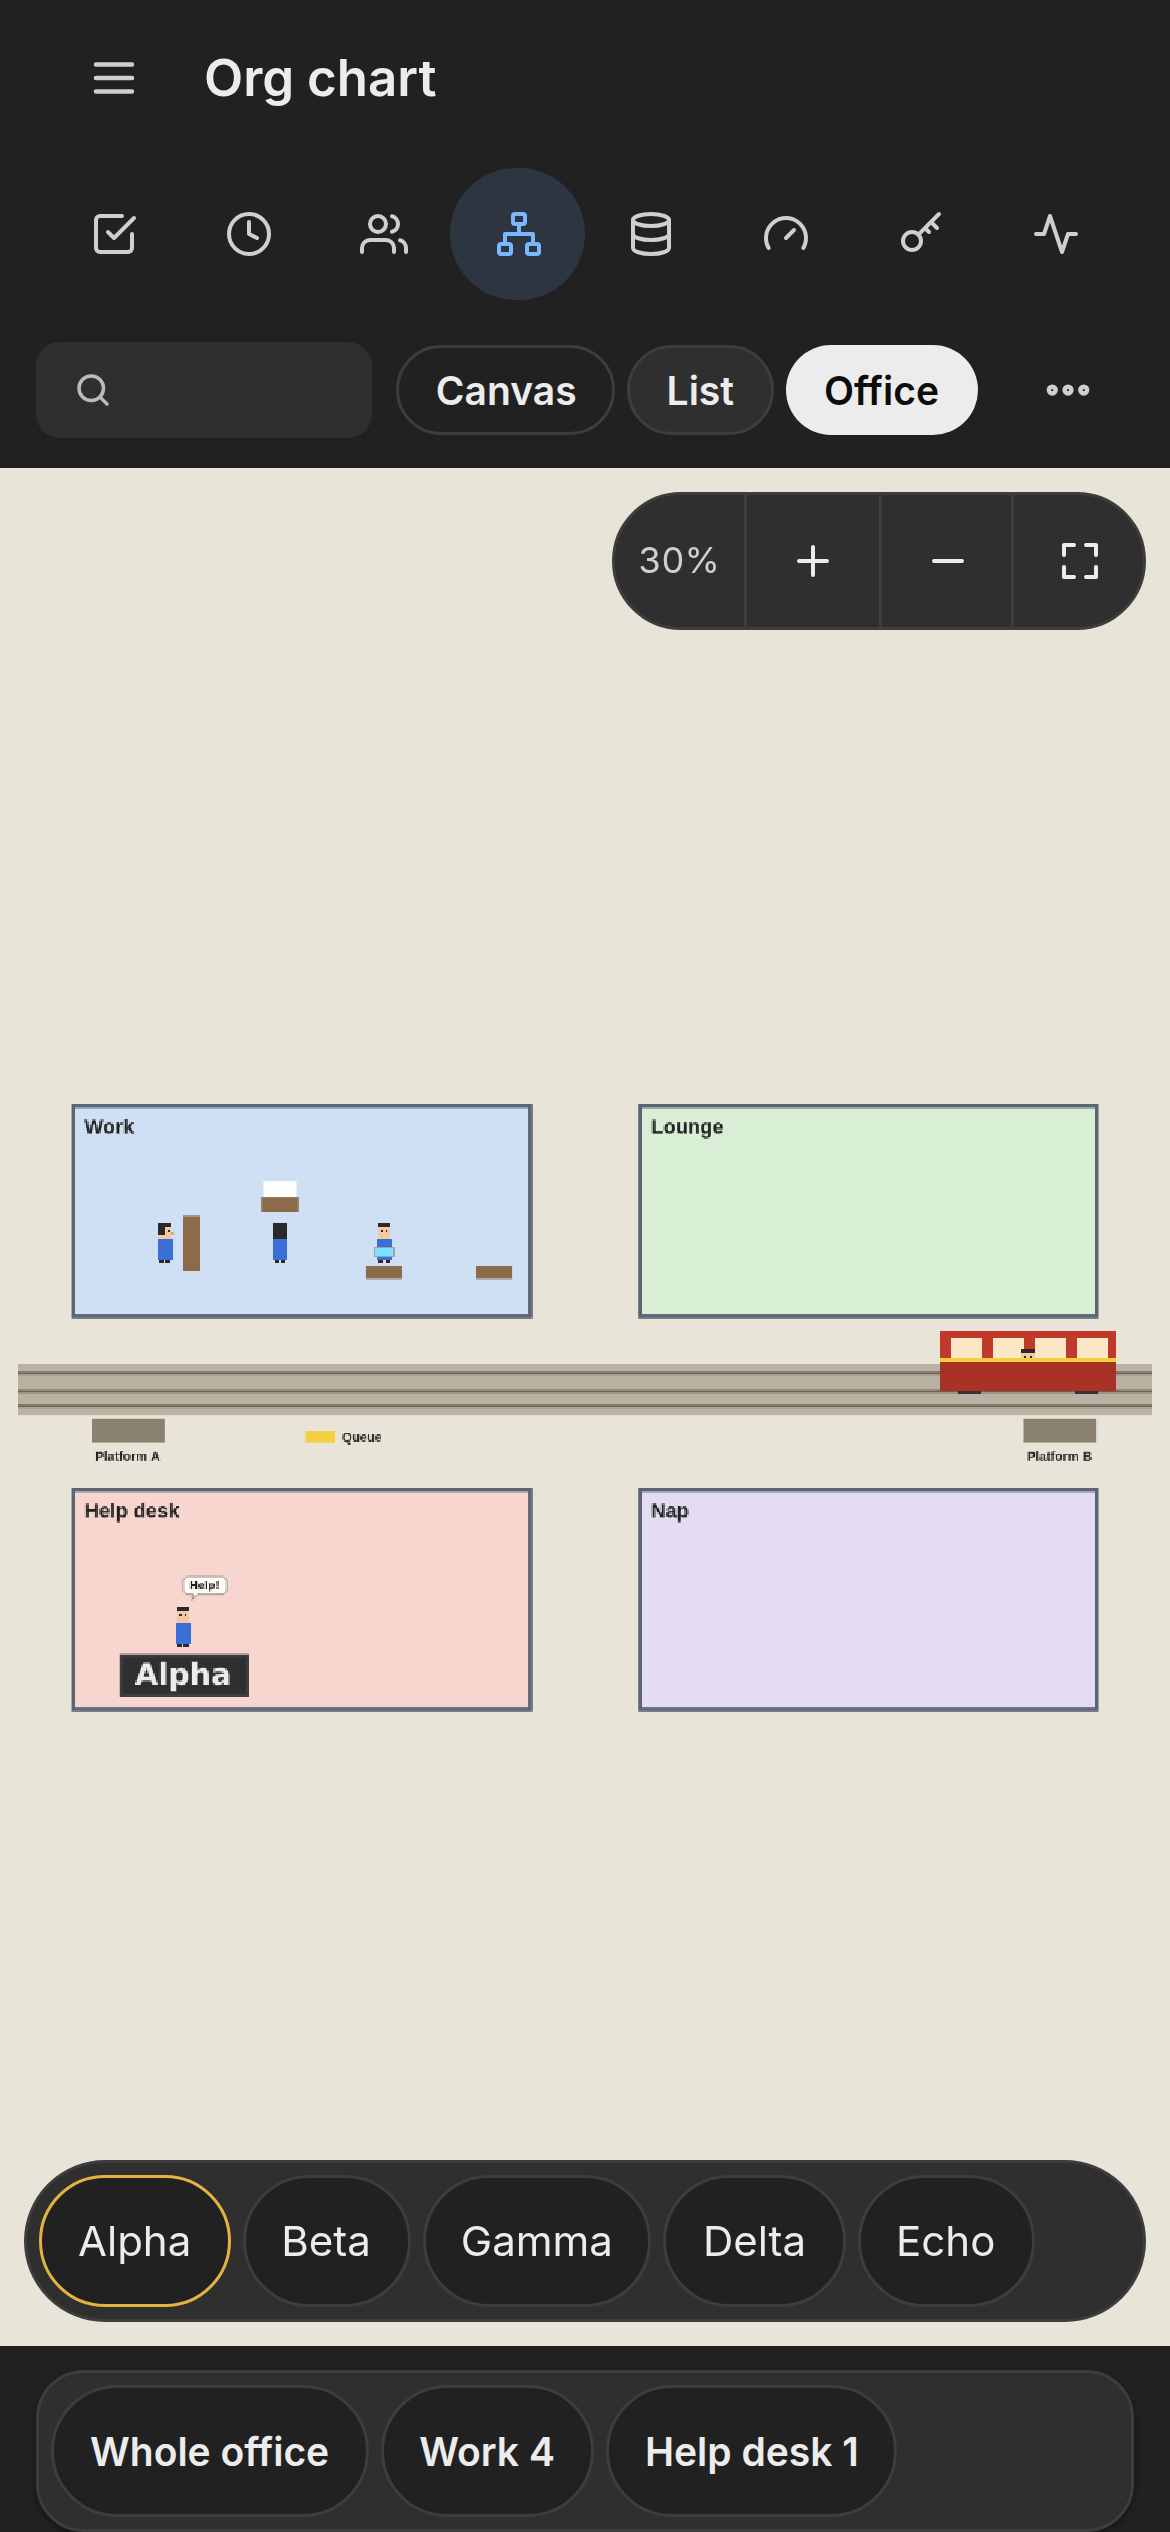 Org chart
Canvas List Office
30%
Work
Lounge
Queue
Platform A
Platform B
Help desk
Nap
Help!
Alpha
Alpha Beta Gamma Delta Echo
Whole office Work 4 Help desk 1